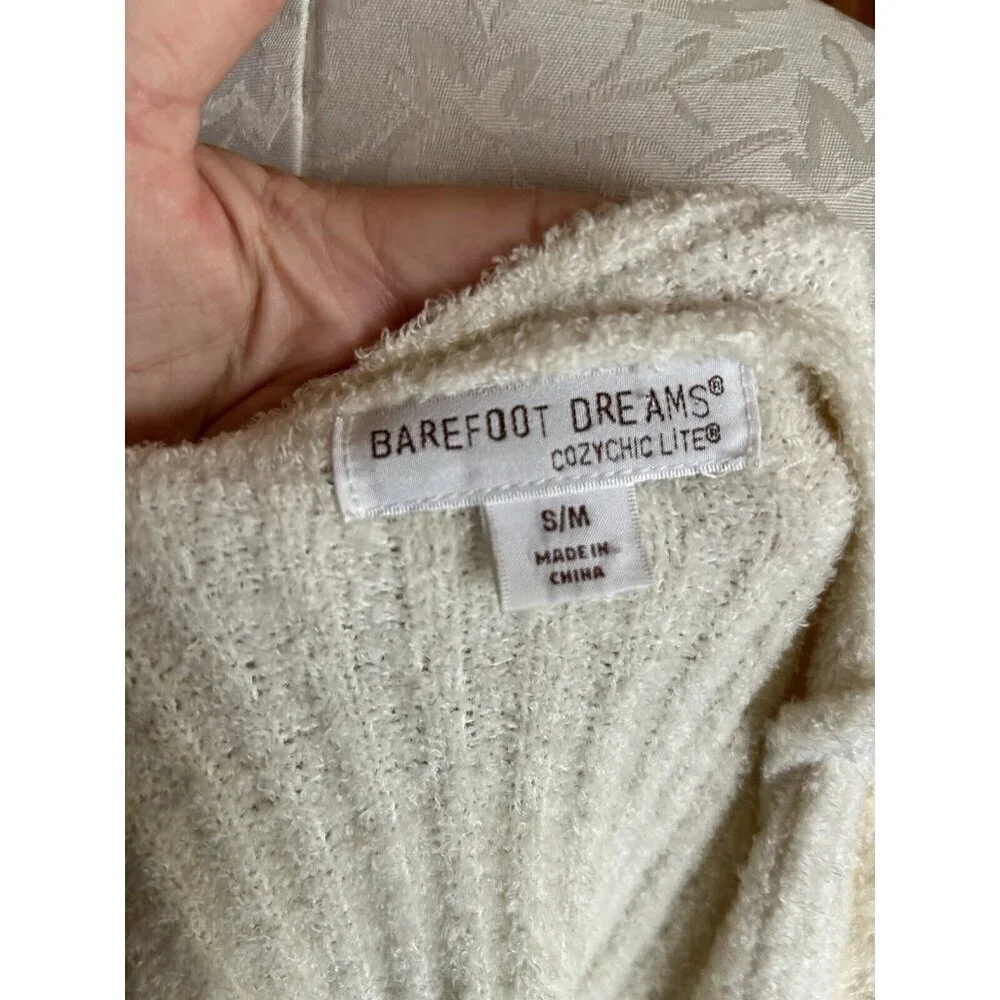 BAREFOOT DREAMS®
COZYCHIC LITE®
S/M
MADE IN
CHINA